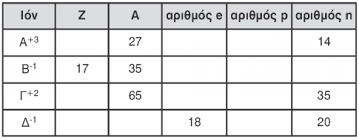 Ιόν Z A αριθμός e αριθμός p αριθμός n
A+3 27 14
B-1 17 35
Γ+2 65 35
Δ-1 18 20